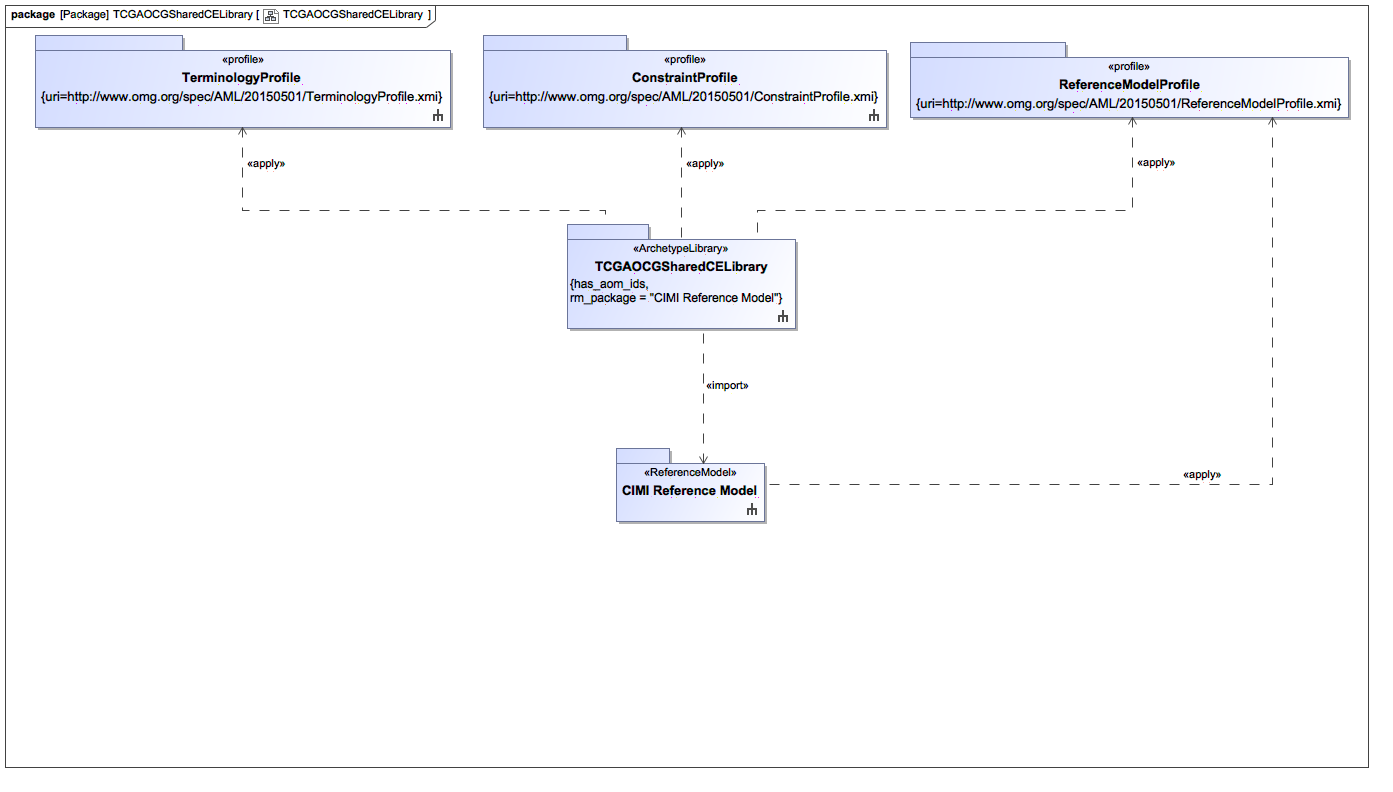 package [Package] TCGAOCGSharedCELibrary [ TCGAOCGSharedCELibrary ]
«profile»
TerminologyProfile
{uri=http://www.omg.org/spec/AML/20150501/TerminologyProfile.xmi}
«profile»
ConstraintProfile
{uri=http://www.omg.org/spec/AML/20150501/ConstraintProfile.xmi}
«profile»
ReferenceModelProfile
{uri=http://www.omg.org/spec/AML/20150501/ReferenceModelProfile.xmi}
«apply»
«apply»
«apply»
«ArchetypeLibrary»
TCGAOCGSharedCELibrary
{has_aom_ids,
rm_package = "CIMI Reference Model"}
«import»
«ReferenceModel»
CIMI Reference Model
«apply»